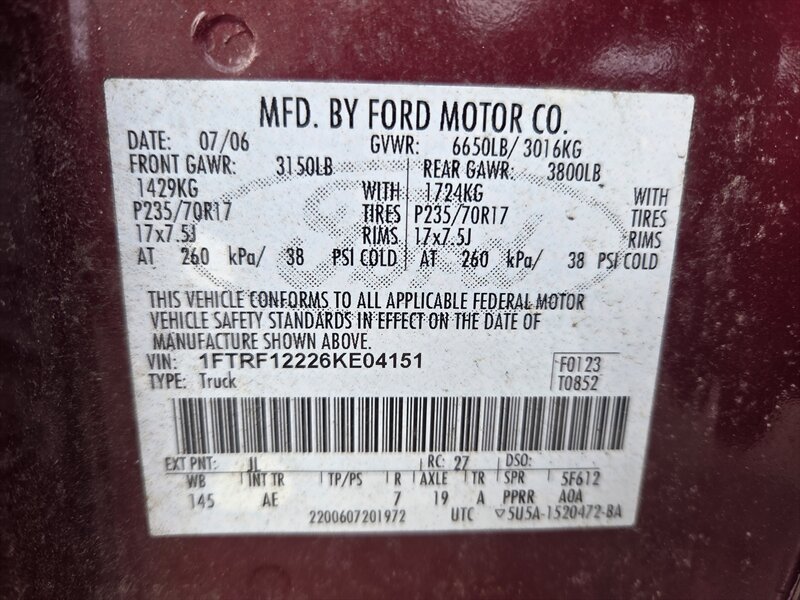 MFD. BY FORD MOTOR CO.
DATE: 07/06 GVWR: 6650LB/ 3016KG
FRONT GAWR: 3150LB REAR GAWR: 3800LB
1429KG WITH 1724KG WITH
P235/70R17 TIRES P235/70R17 TIRES
17x7.5J RIMS 17x7.5J RIMS
AT 260 kPa/ 38 PSI COLD AT 260 kPa/ 38 PSI COLD
THIS VEHICLE CONFORMS TO ALL APPLICABLE FEDERAL MOTOR
VEHICLE SAFETY STANDARDS IN EFFECT ON THE DATE OF
MANUFACTURE SHOWN ABOVE.
VIN: 1FTRF12226KE04151 F0123
TYPE: Truck T0852
EXT PNT: JL RC: 27 DSO:
WB INT TR TP/PS R AXLE TR SPR 5F612
145 AE 7 19 A PPRR A0A
2200607201972 UTC ▽5U5A-1520472-BA